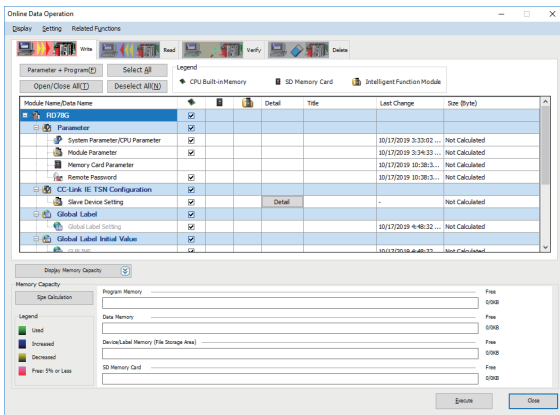 Online Data Operation
Display Setting Related Functions
Write Read Verify Delete
Parameter + Program(F) Select All
Open/Close All(T) Deselect All(N)
Legend
CPU Built-in Memory SD Memory Card Intelligent Function Module
Module Name/Data Name Detail Title Last Change Size (Byte)
RD78G
Parameter
System Parameter/CPU Parameter 10/17/2019 3:33:02 ... Not Calculated
Module Parameter 10/17/2019 3:34:33 ... Not Calculated
Memory Card Parameter 10/17/2019 10:38:3... Not Calculated
Remote Password 10/17/2019 10:38:3... Not Calculated
CC-Link IE TSN Configuration
Slave Device Setting Detail - Not Calculated
Global Label
Global Label Setting 10/17/2019 4:48:32 ... Not Calculated
Global Label Initial Value
10/17/2019 4:48:32 Not Calculated
Display Memory Capacity
Memory Capacity
Size Calculation
Legend
Used
Increased
Decreased
Free: 5% or Less
Program Memory Free
0/0KB
Data Memory Free
0/0KB
Device/Label Memory (File Storage Area) Free
0/0KB
SD Memory Card Free
0/0KB
Execute Close